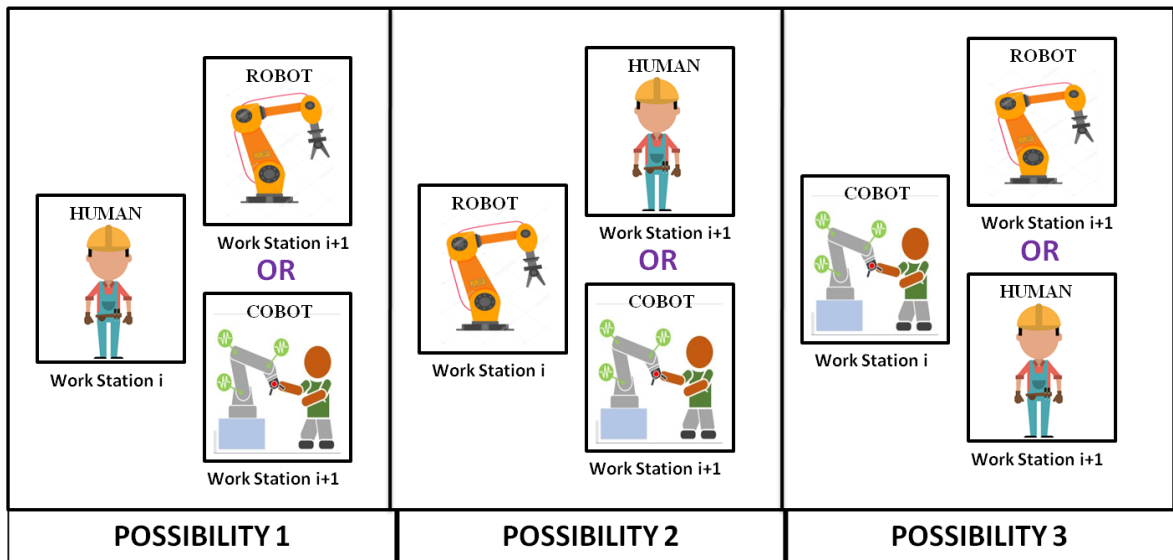 HUMAN
Work Station i
ROBOT
Work Station i+1
OR
COBOT
Work Station i+1
POSSIBILITY 1
ROBOT
Work Station i
HUMAN
Work Station i+1
OR
COBOT
Work Station i+1
POSSIBILITY 2
COBOT
Work Station i
ROBOT
Work Station i+1
OR
HUMAN
Work Station i+1
POSSIBILITY 3